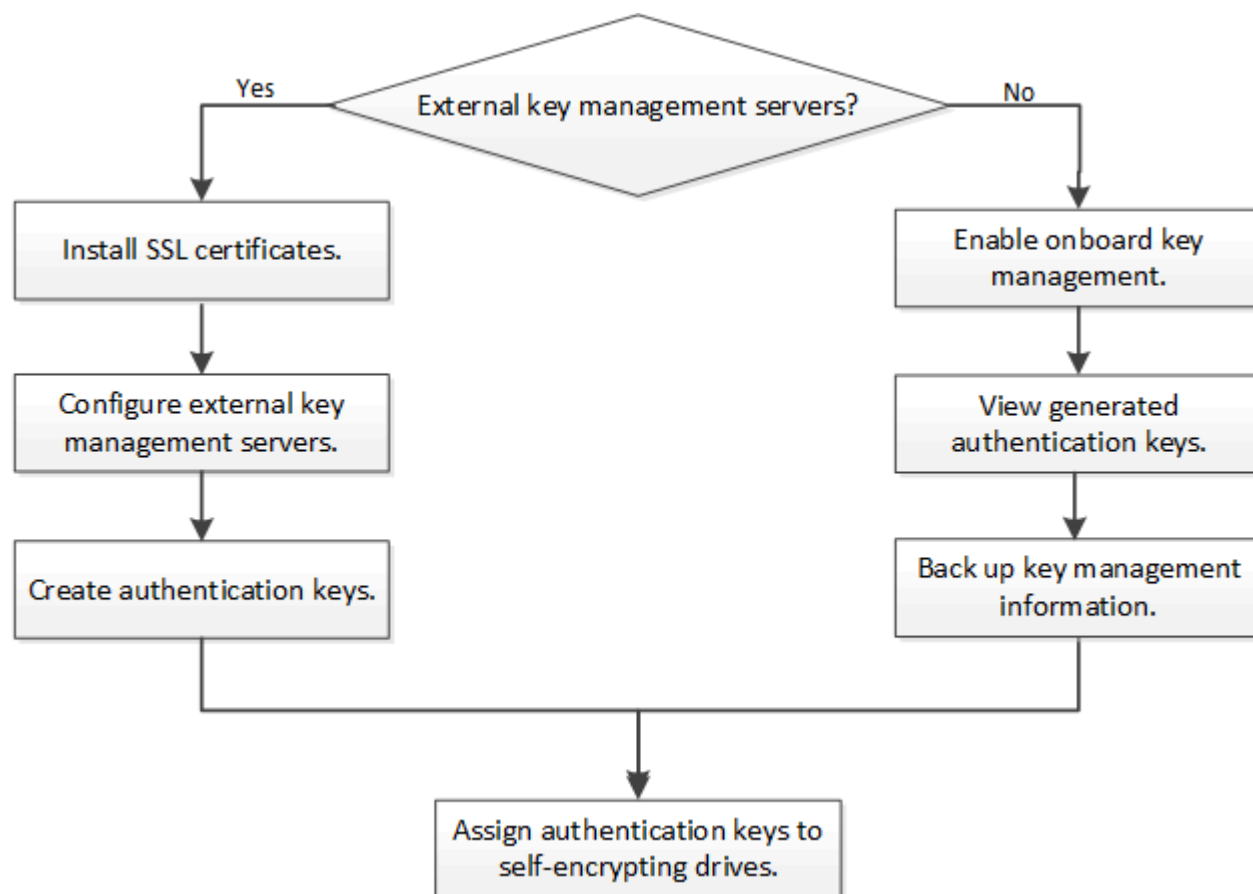 External key management servers?
Yes
No
Install SSL certificates.
Configure external key
management servers.
Create authentication keys.
Enable onboard key
management.
View generated
authentication keys.
Back up key management
information.
Assign authentication keys to
self-encrypting drives.